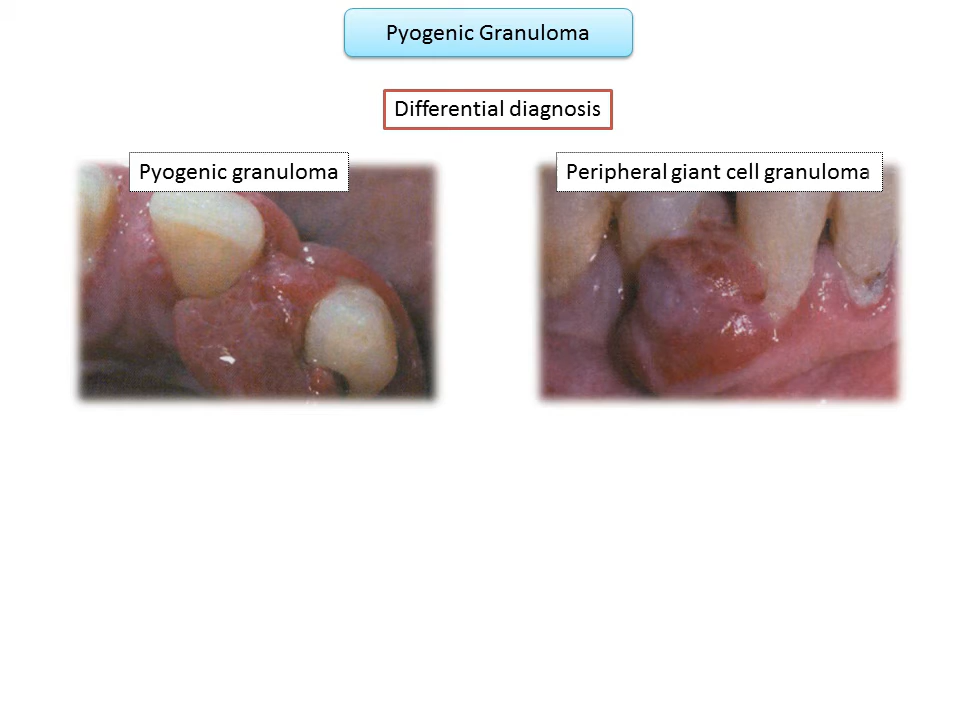 Pyogenic Granuloma
Differential diagnosis
Pyogenic granuloma
Peripheral giant cell granuloma